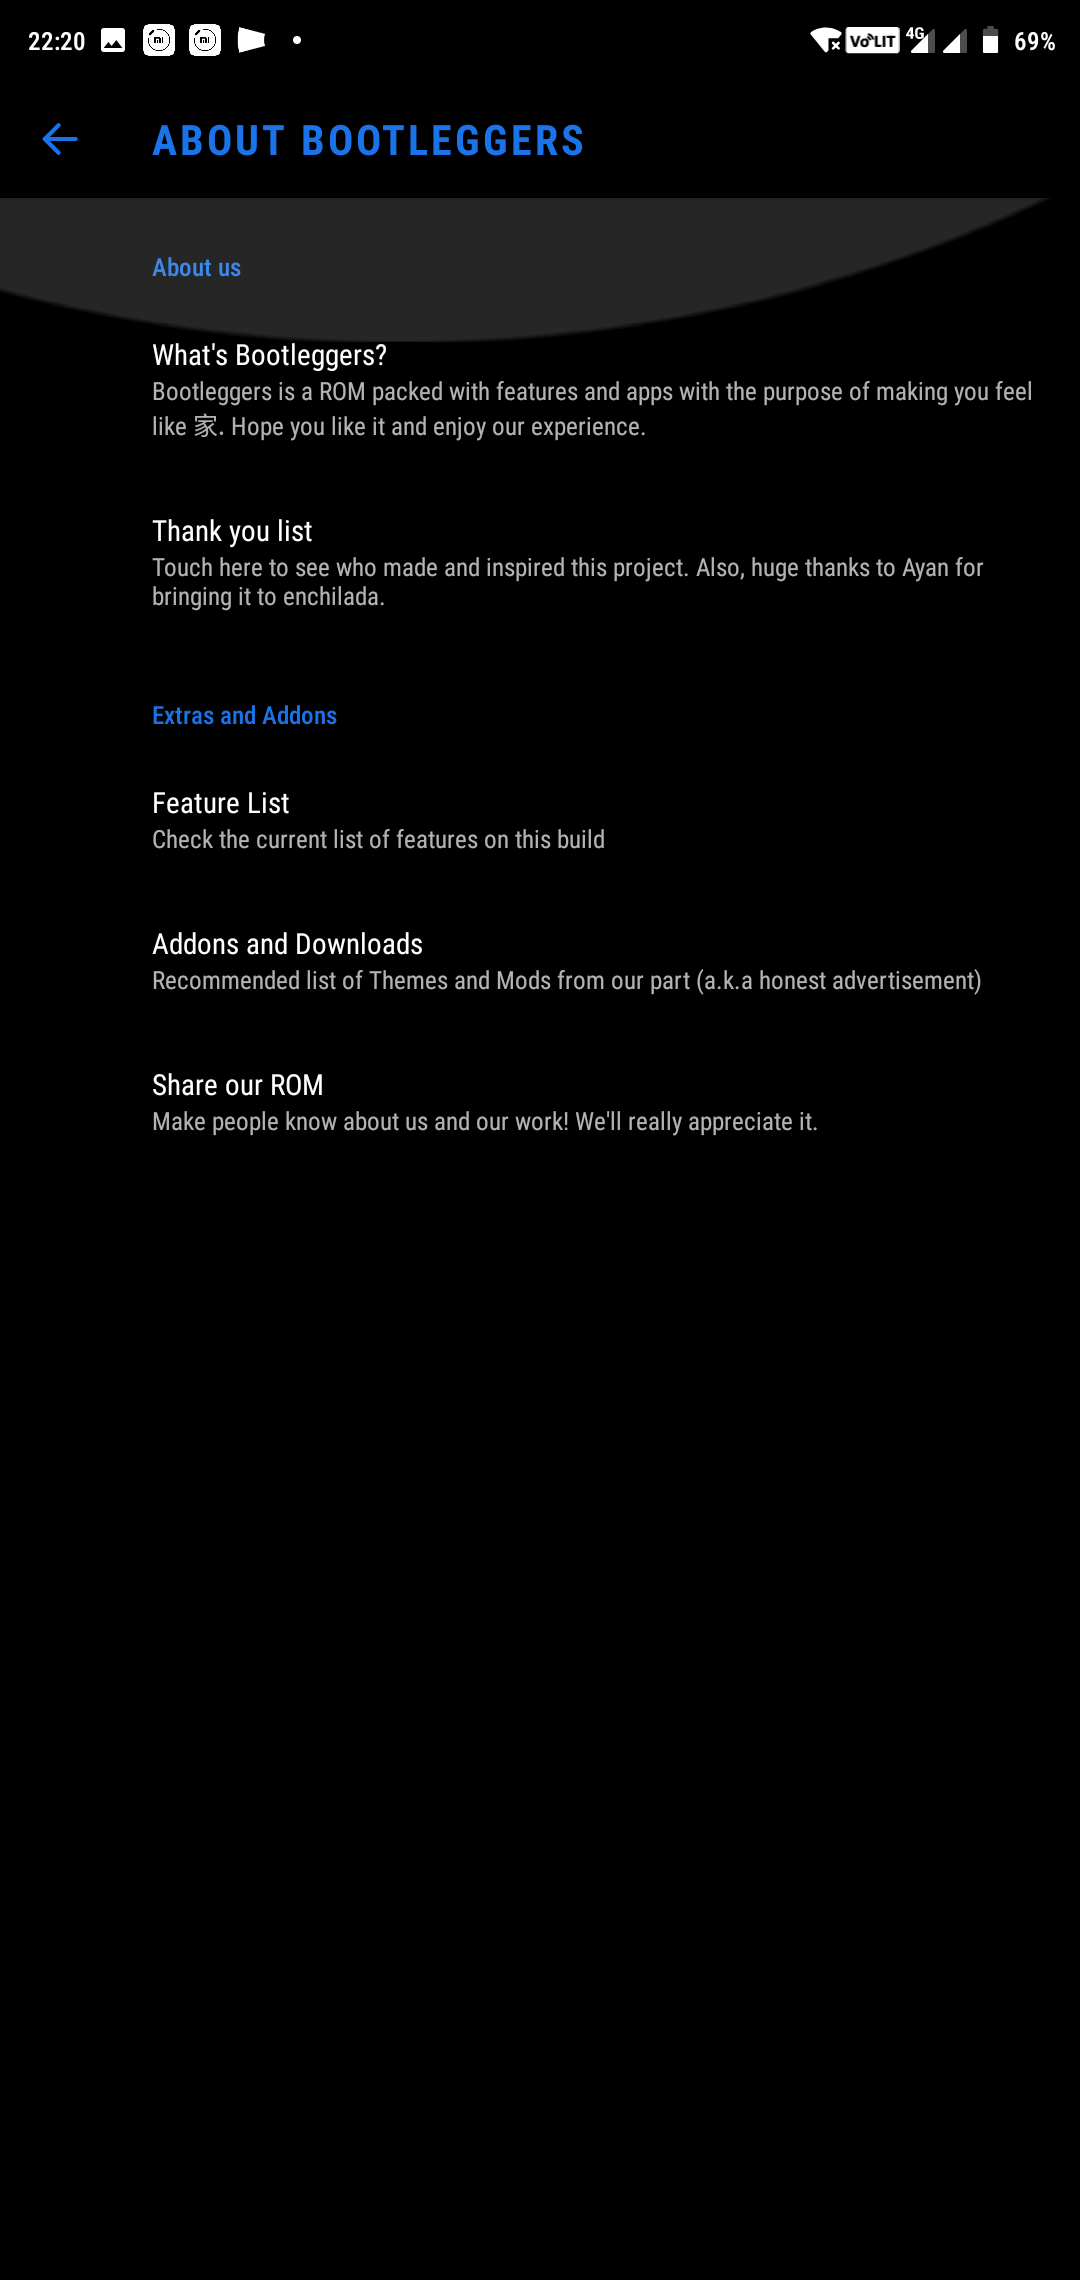 22:20
VoLIT 4G 69%
ABOUT BOOTLEGGERS
About us
What's Bootleggers?
Bootleggers is a ROM packed with features and apps with the purpose of making you feel
like 家. Hope you like it and enjoy our experience.
Thank you list
Touch here to see who made and inspired this project. Also, huge thanks to Ayan for
bringing it to enchilada.
Extras and Addons
Feature List
Check the current list of features on this build
Addons and Downloads
Recommended list of Themes and Mods from our part (a.k.a honest advertisement)
Share our ROM
Make people know about us and our work! We'll really appreciate it.